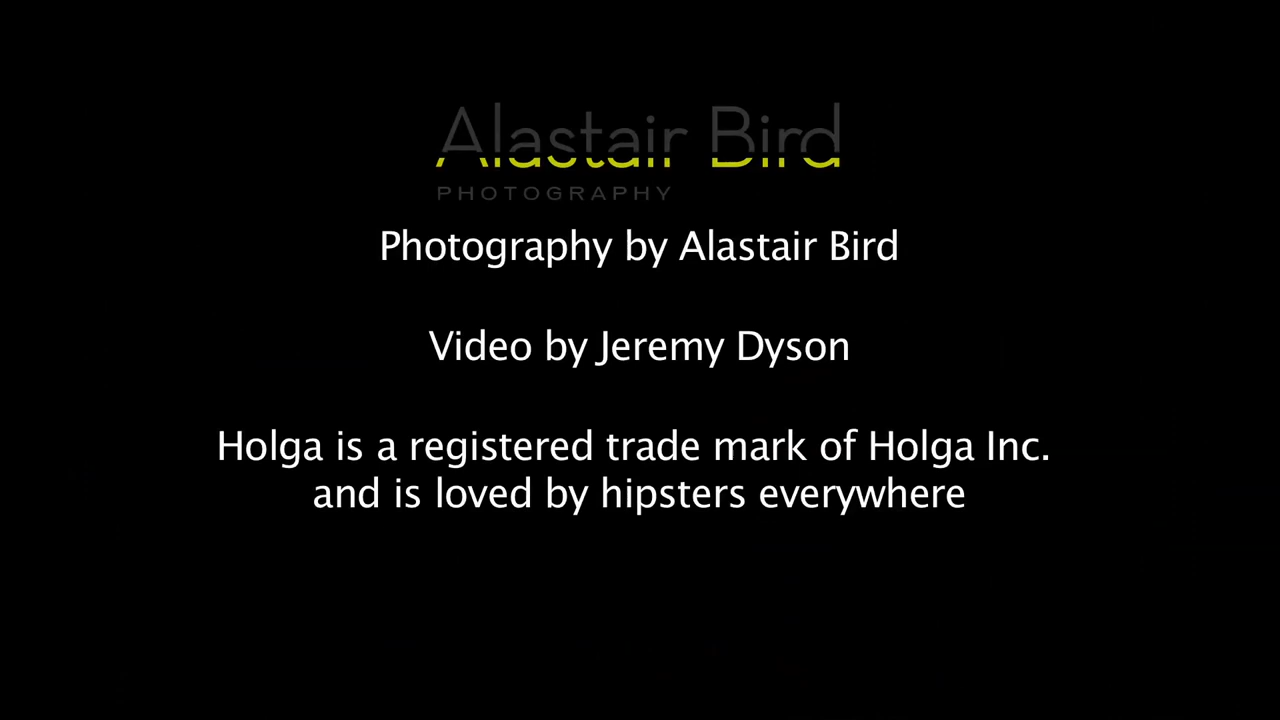 Alastair Bird
PHOTOGRAPHY
Photography by Alastair Bird
Video by Jeremy Dyson
Holga is a registered trade mark of Holga Inc.
and is loved by hipsters everywhere